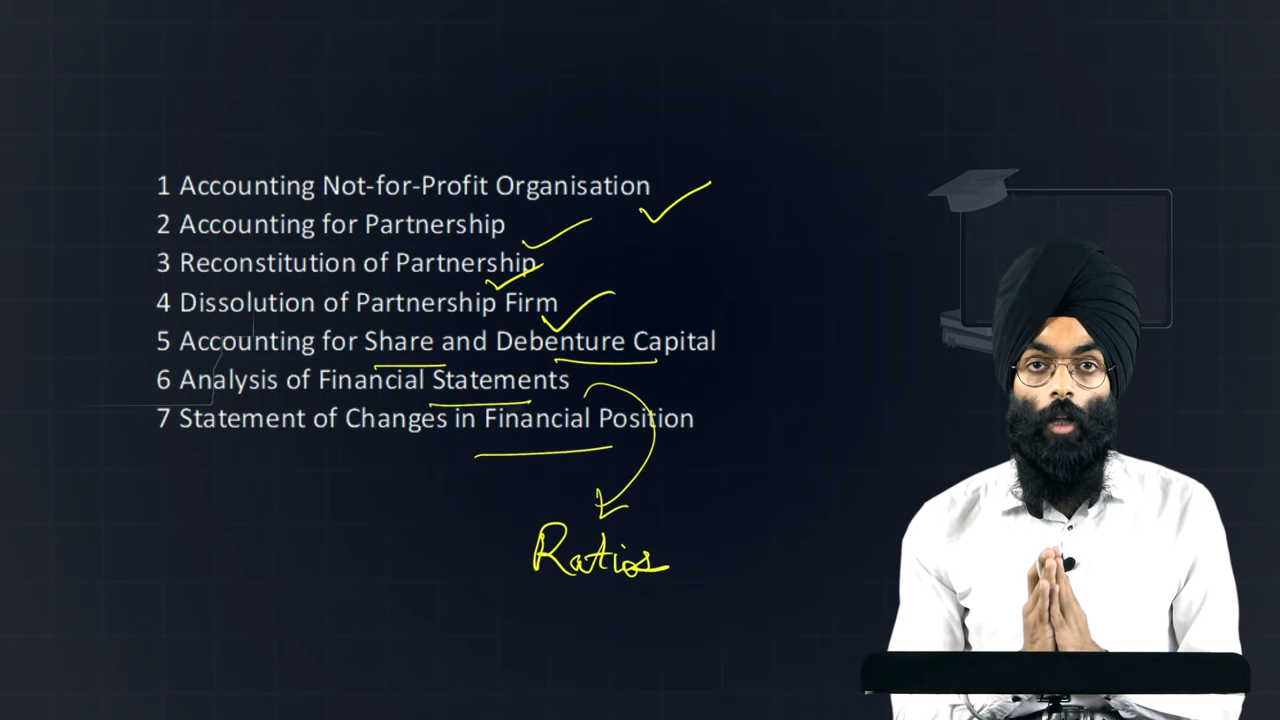 1 Accounting Not-for-Profit Organisation
2 Accounting for Partnership
3 Reconstitution of Partnership
4 Dissolution of Partnership Firm
5 Accounting for Share and Debenture Capital
6 Analysis of Financial Statements
7 Statement of Changes in Financial Position
Ratios